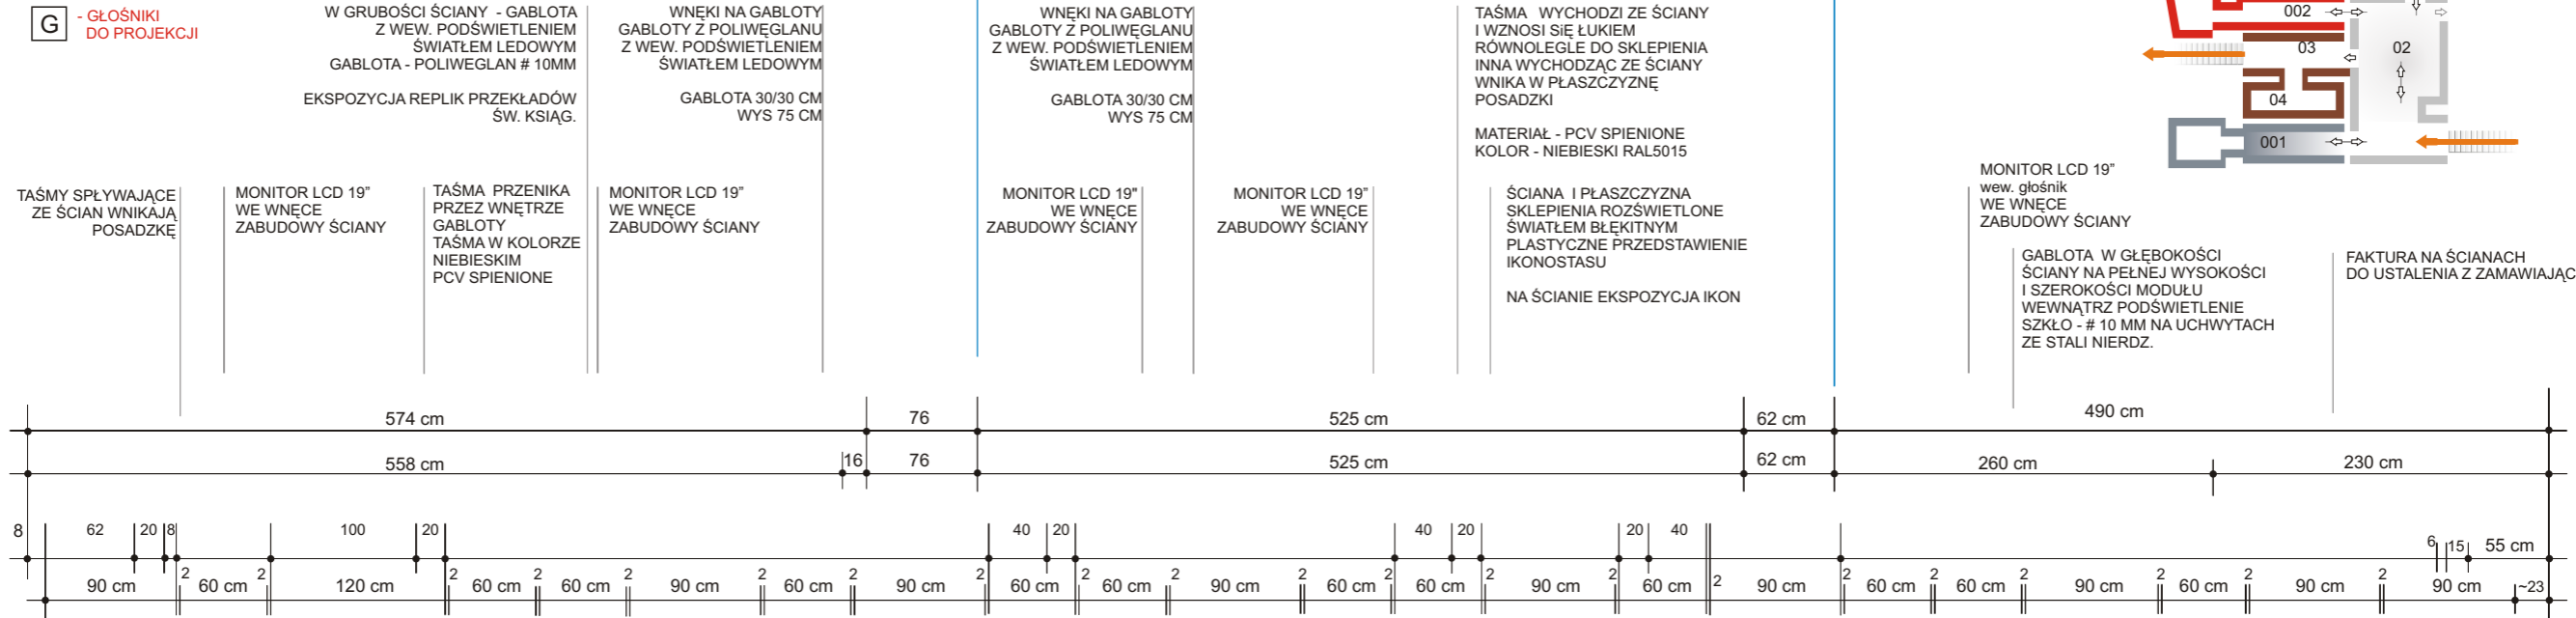 G
- GŁOŚNIKI
DO PROJEKCJI
W GRUBOŚCI ŚCIANY - GABLOTA
Z WEW. PODŚWIETLENIEM
ŚWIATŁEM LEDOWYM
GABLOTA - POLIWEGLAN # 10MM
EKSPOZYCJA REPLIK PRZEKŁADÓW
ŚW. KSIĄG.
WNĘKI NA GABLOTY
GABLOTY Z POLIWĘGLANU
Z WEW. PODŚWIETLENIEM
ŚWIATŁEM LEDOWYM
GABLOTA 30/30 CM
WYS 75 CM
WNĘKI NA GABLOTY
GABLOTY Z POLIWĘGLANU
Z WEW. PODŚWIETLENIEM
ŚWIATŁEM LEDOWYM
GABLOTA 30/30 CM
WYS 75 CM
TAŚMA WYCHODZI ZE ŚCIANY
I WZNOSI SiĘ ŁUKIEM
RÓWNOLEGLE DO SKLEPIENIA
INNA WYCHODZĄC ZE ŚCIANY
WNIKA W PŁASZCZYZNĘ
POSADZKI
MATERIAŁ - PCV SPIENIONE
KOLOR - NIEBIESKI RAL5015
002
03
02
04
001
TAŚMY SPŁYWAJĄCE
ZE ŚCIAN WNIKAJĄ
POSADZKĘ
MONITOR LCD 19”
WE WNĘCE
ZABUDOWY ŚCIANY
TAŚMA PRZENIKA
PRZEZ WNĘTRZE
GABLOTY
TAŚMA W KOLORZE
NIEBIESKIM
PCV SPIENIONE
MONITOR LCD 19”
WE WNĘCE
ZABUDOWY ŚCIANY
MONITOR LCD 19"
WE WNĘCE
ZABUDOWY ŚCIANY
MONITOR LCD 19”
WE WNĘCE
ZABUDOWY ŚCIANY
ŚCIANA I PŁASZCZYZNA
SKLEPIENIA ROZŚWIETLONE
ŚWIATŁEM BŁĘKITNYM
PLASTYCZNE PRZEDSTAWIENIE
IKONOSTASU
NA ŚCIANIE EKSPOZYCJA IKON
MONITOR LCD 19”
wew. głośnik
WE WNĘCE
ZABUDOWY ŚCIANY
GABLOTA W GŁĘBOKOŚCI
ŚCIANY NA PEŁNEJ WYSOKOŚCI
I SZEROKOŚCI MODUŁU
WEWNĄTRZ PODŚWIETLENIE
SZKŁO - # 10 MM NA UCHWYTACH
ZE STALI NIERDZ.
FAKTURA NA ŚCIANACH
DO USTALENIA Z ZAMAWIAJĄC
574 cm 76 525 cm 62 cm 490 cm
558 cm 16 76 525 cm 62 cm 260 cm 230 cm
8 62 20 8 100 20 40 20 40 20 20 40 6 15 55 cm
90 cm 2 60 cm 2 120 cm 2 60 cm 2 60 cm 2 90 cm 2 60 cm 2 90 cm 2 60 cm 2 60 cm 2 90 cm 2 60 cm 2 60 cm 2 90 cm 2 60 cm 2 90 cm 2 60 cm 2 60 cm 2 90 cm 2 60 cm 2 90 cm 2 90 cm ~23